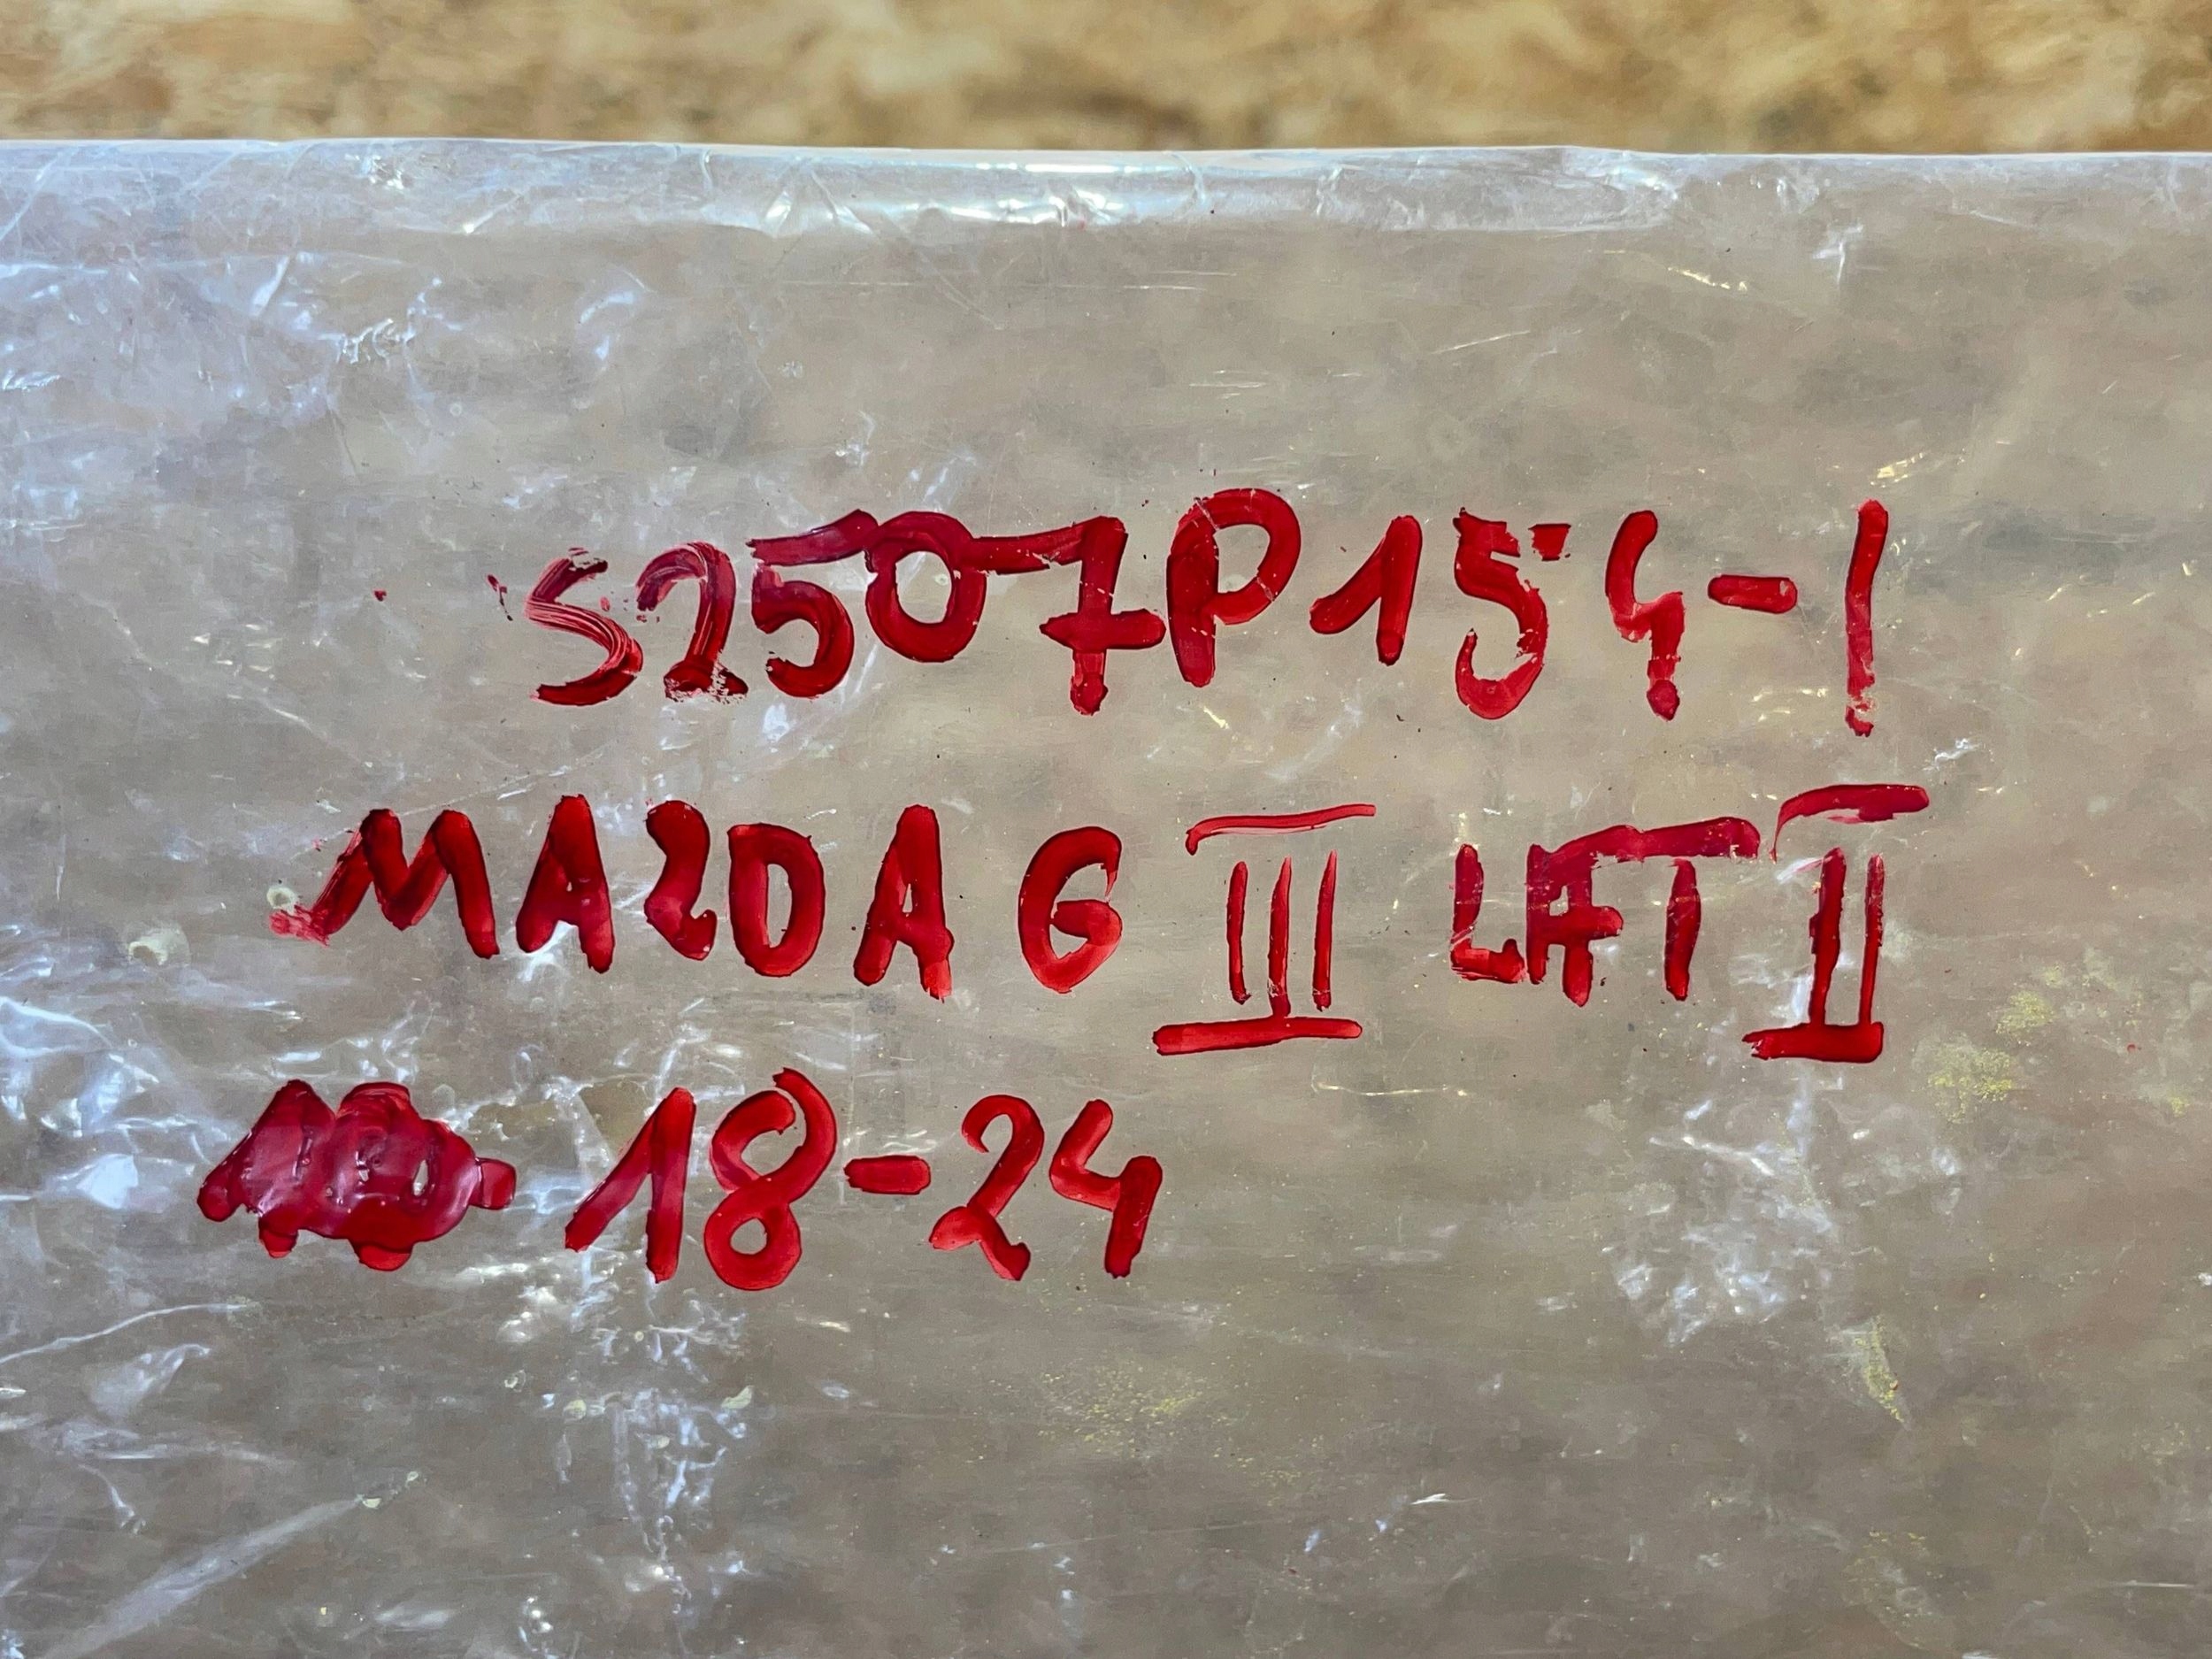 S2507P154-1
MAZDA 6 III LIFT II
18-24